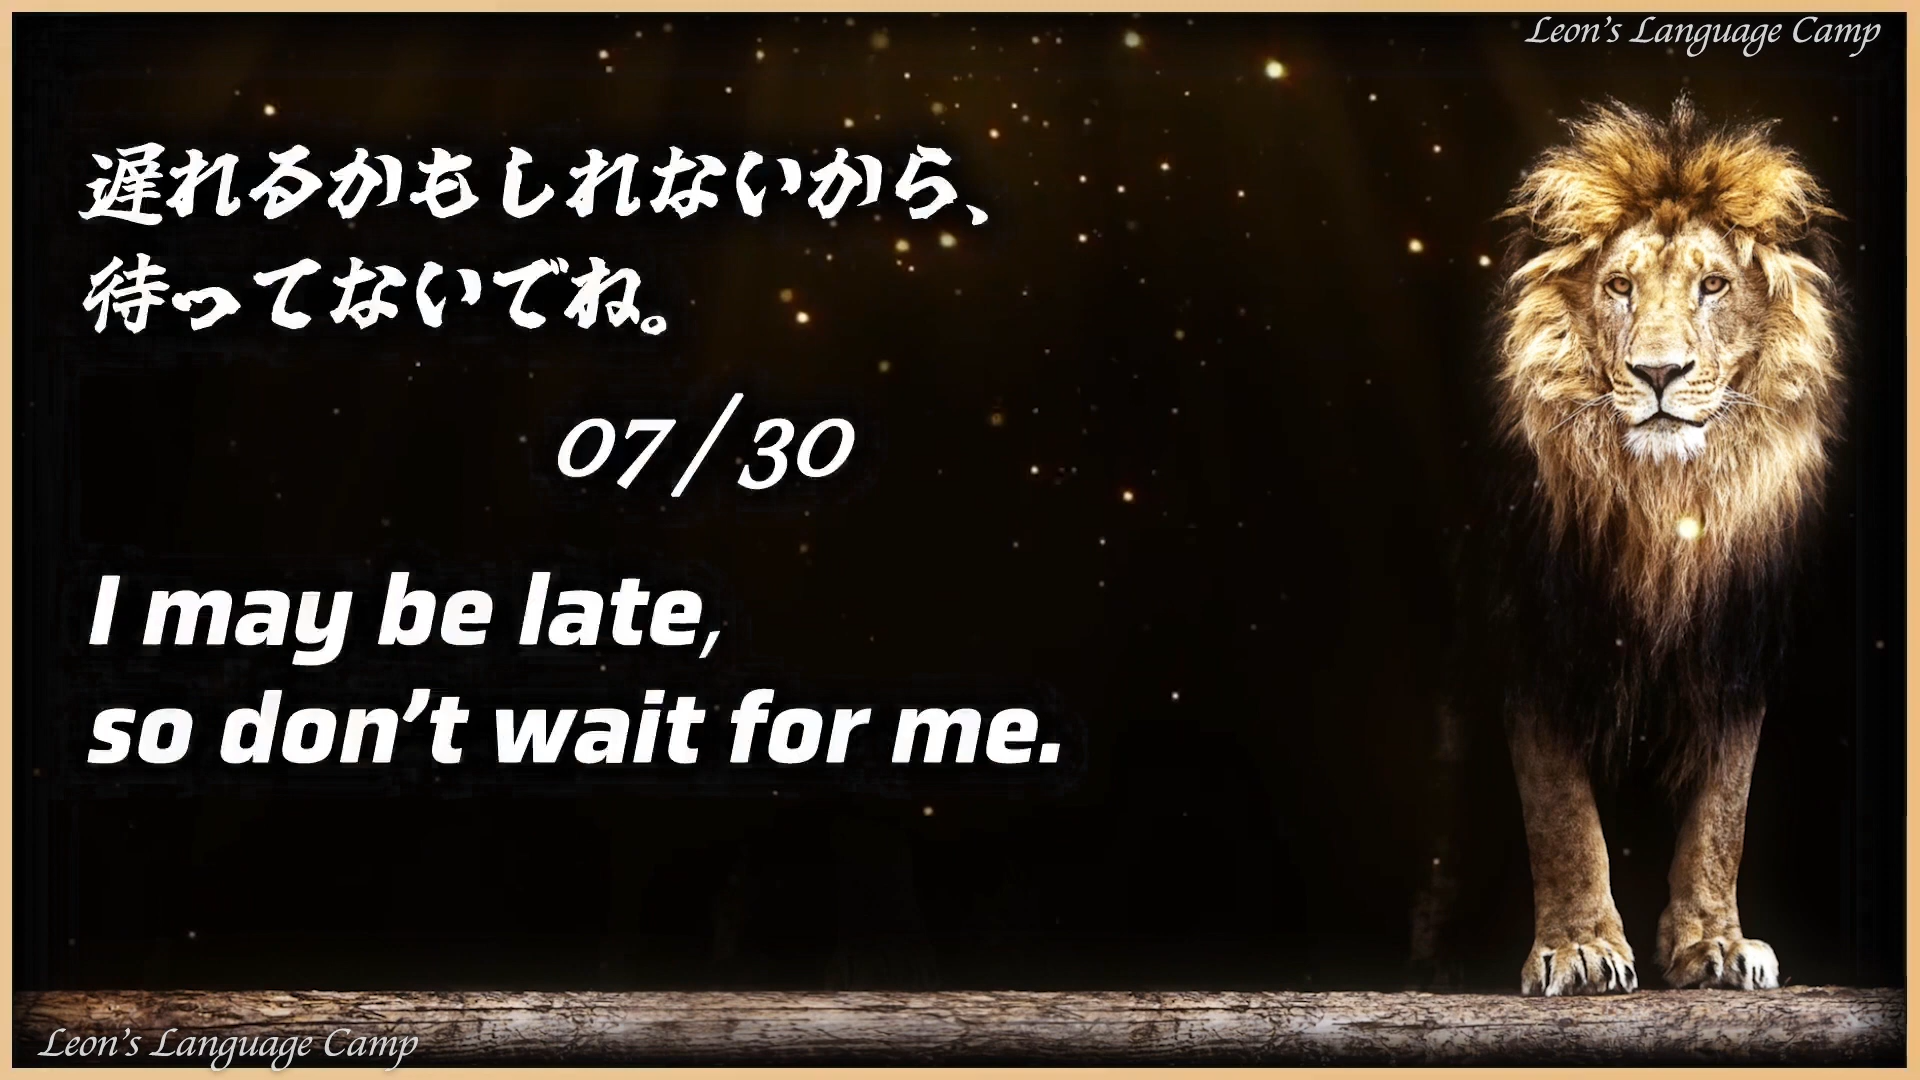 Leon's Language Camp
遅れるかもしれないから、
待ってないでね。
07/30
I may be late,
so don't wait for me.
Leon's Language Camp